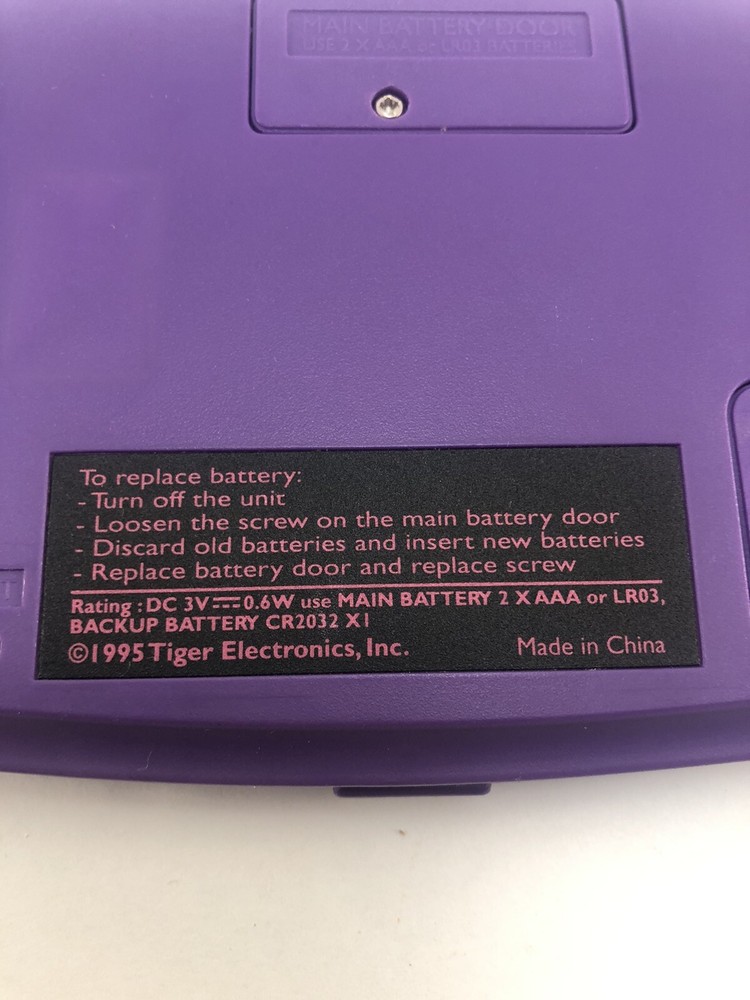 MAIN BATTERY DOOR
USE 2 X AAA or LR03 BATTERIES
To replace battery:
- Turn off the unit
- Loosen the screw on the main battery door
- Discard old batteries and insert new batteries
- Replace battery door and replace screw
Rating : DC 3V⎓0.6W use MAIN BATTERY 2 X AAA or LR03,
BACKUP BATTERY CR2032 X1
©1995 Tiger Electronics, Inc. Made in China